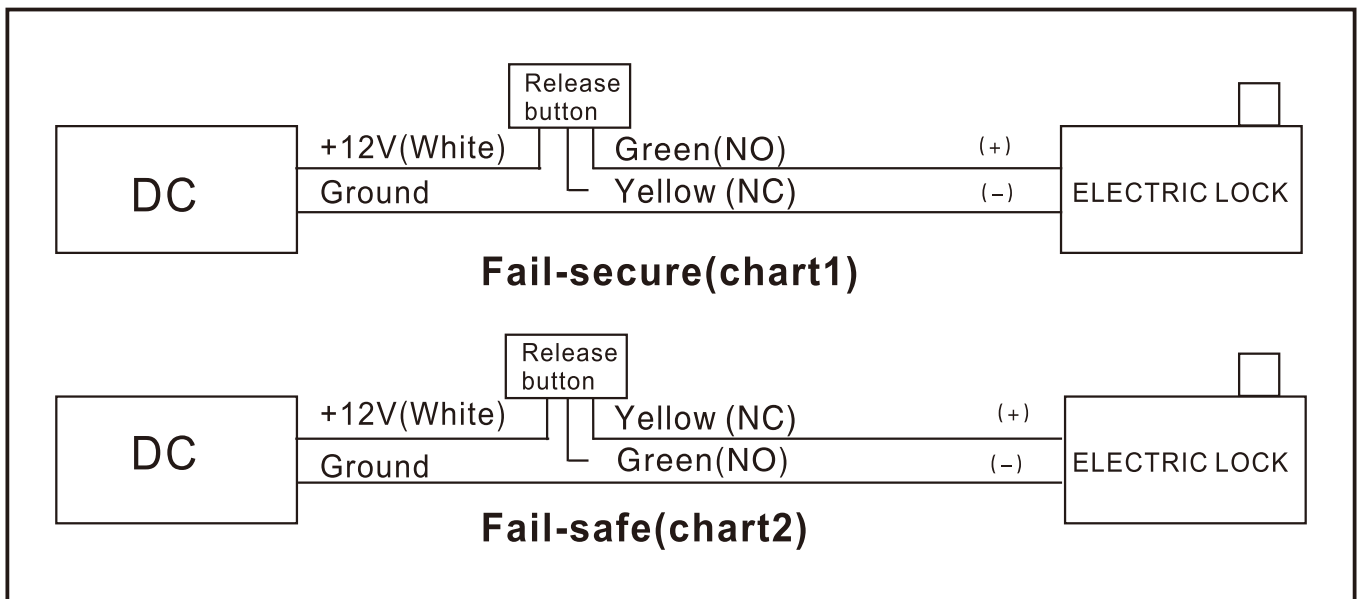 Release
button
+12V(White)
Green(NO)
(+)
DC
Ground
Yellow (NC)
(-)
ELECTRIC LOCK
Fail-secure(chart1)
Release
button
+12V(White)
Yellow (NC)
(+)
DC
Ground
Green(NO)
(-)
ELECTRIC LOCK
Fail-safe(chart2)